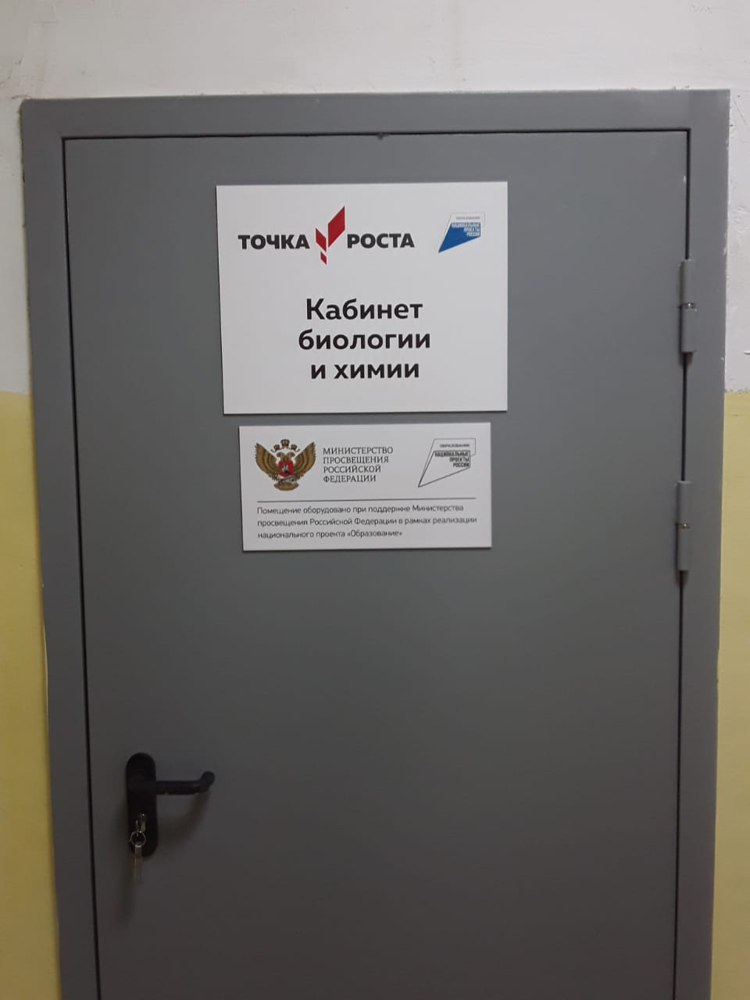 ТОЧКА РОСТА
ОБРАЗОВАНИЕ
НАЦИОНАЛЬНЫЕ
ПРОЕКТЫ
РОССИИ
Кабинет
биологии
и химии
МИНИСТЕРСТВО
ПРОСВЕЩЕНИЯ
РОССИЙСКОЙ
ФЕДЕРАЦИИ
ОБРАЗОВАНИЕ
НАЦИОНАЛЬНЫЕ
ПРОЕКТЫ
РОССИИ
Помещение оборудовано при поддержке Министерства
просвещения Российской Федерации в рамках реализации
национального проекта «Образование»